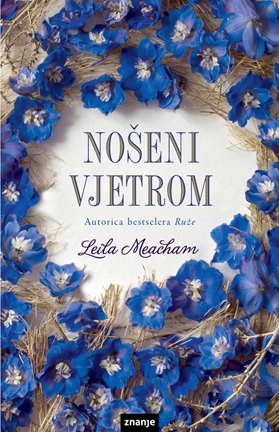 NOŠENI
VJETROM
Autorica bestselera Ruže
Leila Meacham
znanje